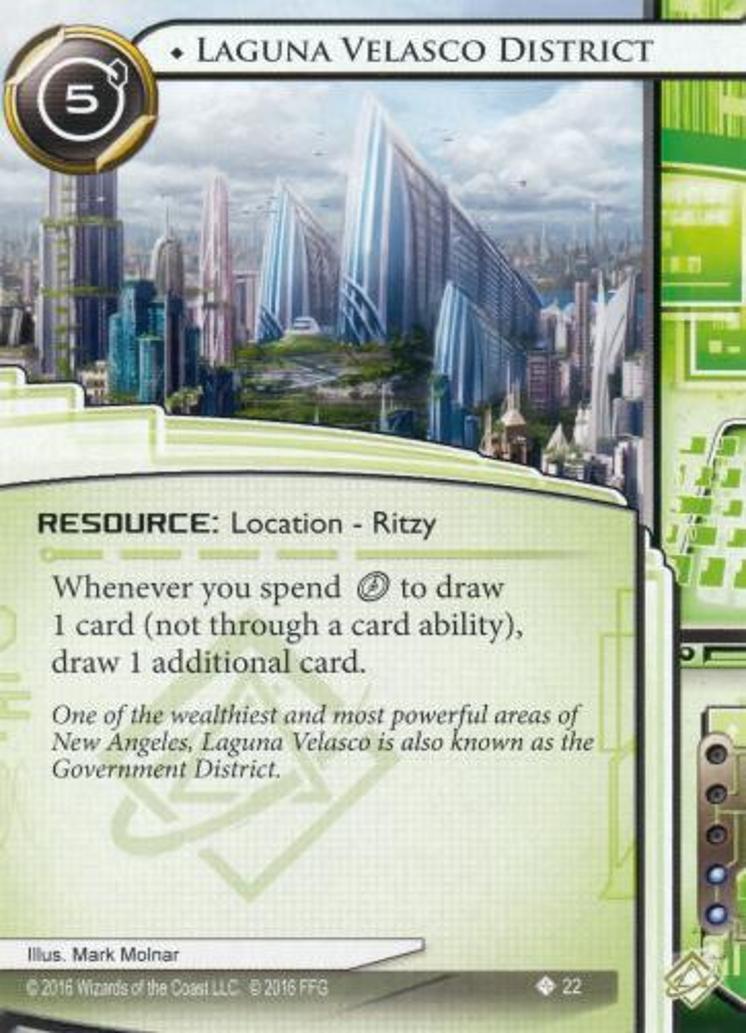 5
◆ LAGUNA VELASCO DISTRICT
RESOURCE: Location - Ritzy
Whenever you spend to draw
1 card (not through a card ability),
draw 1 additional card.
One of the wealthiest and most powerful areas of
New Angeles, Laguna Velasco is also known as the
Government District.
Illus. Mark Molnar
© 2016 Wizards of the Coast LLC. © 2016 FFG
22